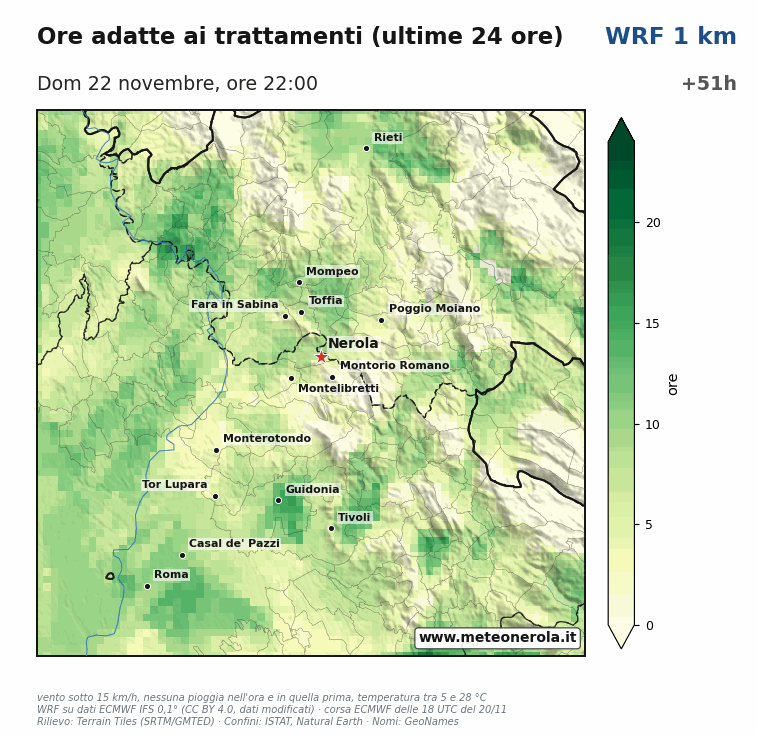 Ore adatte ai trattamenti (ultime 24 ore) WRF 1 km
Dom 22 novembre, ore 22:00 +51h
Rieti
Mompeo
Fara in Sabina Toffia
Poggio Moiano
Nerola
Montorio Romano
Montelibretti
Monterotondo
Tor Lupara
Guidonia
Tivoli
Casal de' Pazzi
Roma
www.meteonerola.it
20
15
10
5
0
ore
vento sotto 15 km/h, nessuna pioggia nell'ora e in quella prima, temperatura tra 5 e 28 °C
WRF su dati ECMWF IFS 0,1° (CC BY 4.0, dati modificati) · corsa ECMWF delle 18 UTC del 20/11
Rilievo: Terrain Tiles (SRTM/GMTED) · Confini: ISTAT, Natural Earth · Nomi: GeoNames